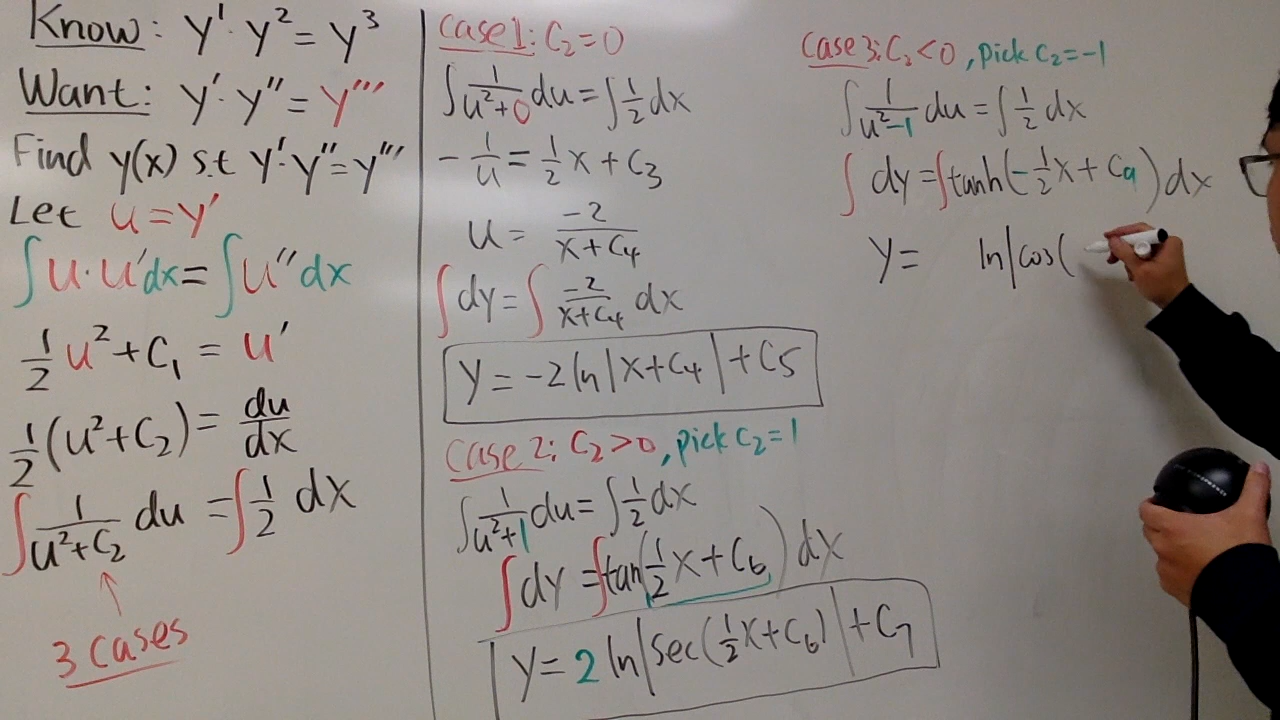 Know: y'·y² = y³
Want: y'·y'' = y'''
Find y(x) s.t y'·y''=y'''
Let u=y'
∫u·u'dx=∫u''dx
1/2 u²+C₁ = u'
1/2(u²+C₂) = du/dx
∫1/(u²+C₂) du = ∫1/2 dx
↑
3 cases
Case 1: C₂=0
∫1/(u²+0) du = ∫1/2 dx
-1/u = 1/2 x + C₃
u = -2/(x+C₄)
∫dy = ∫ -2/(x+C₄) dx
y = -2 ln|x+C₄| + C5
Case 2: C₂>0, pick C₂=1
∫1/(u²+1) du = ∫1/2 dx
∫dy = ∫tan(1/2 x + C₆) dx
y = 2 ln|sec(1/2 x+C₆)| + C₇
Case 3: C₂<0, pick C₂=-1
∫1/(u²-1) du = ∫1/2 dx
∫dy = ∫tanh(-1/2 x + C₉) dx
y = ln|cos(